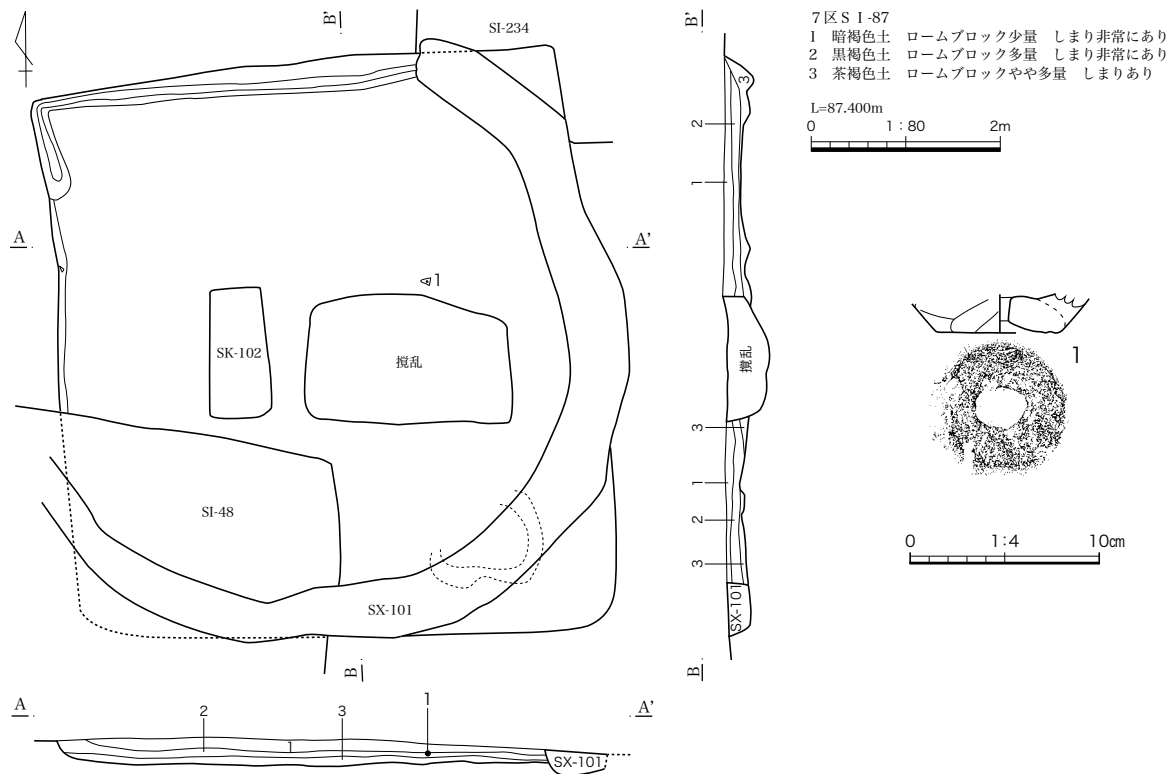 B'
SI-234
A
A'
1
SK-102
撹乱
SI-48
SX-101
B
A
A'
2
3
1
1
SX-101
B'
3
2
1
撹乱
3
1
2
3
SX-101
B
7区ＳＩ-87
1　暗褐色土　ロームブロック少量　しまり非常にあり
2　黒褐色土　ロームブロック多量　しまり非常にあり
3　茶褐色土　ロームブロックやや多量　しまりあり
L=87.400m
0　1：80　2m
1
0　1:4　10㎝